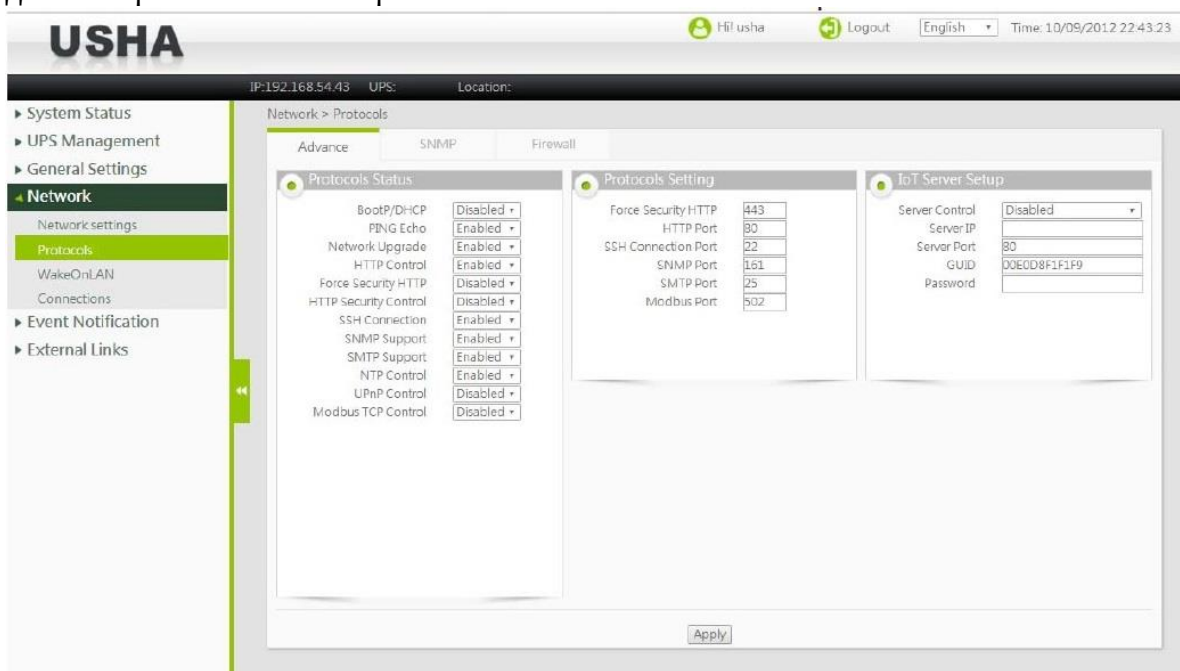 USHA
Hi! usha
Logout
English
Time: 10/09/2012 22:43:23
IP:192.168.54.43 UPS: Location:
System Status
UPS Management
General Settings
Network
Network settings
Protocols
WakeOnLAN
Connections
Event Notification
External Links
Network > Protocols
Advance
SNMP
Firewall
Protocols Status
BootP/DHCP Disabled
PING Echo Enabled
Network Upgrade Enabled
HTTP Control Enabled
Force Security HTTP Disabled
HTTP Security Control Disabled
SSH Connection Enabled
SNMP Support Enabled
SMTP Support Enabled
NTP Control Enabled
UPnP Control Disabled
Modbus TCP Control Disabled
Protocols Setting
Force Security HTTP 443
HTTP Port 80
SSH Connection Port 22
SNMP Port 161
SMTP Port 25
Modbus Port 502
IoT Server Setup
Server Control Disabled
Server IP
Server Port 80
GUID 00E0D8F1F1F9
Password
Apply